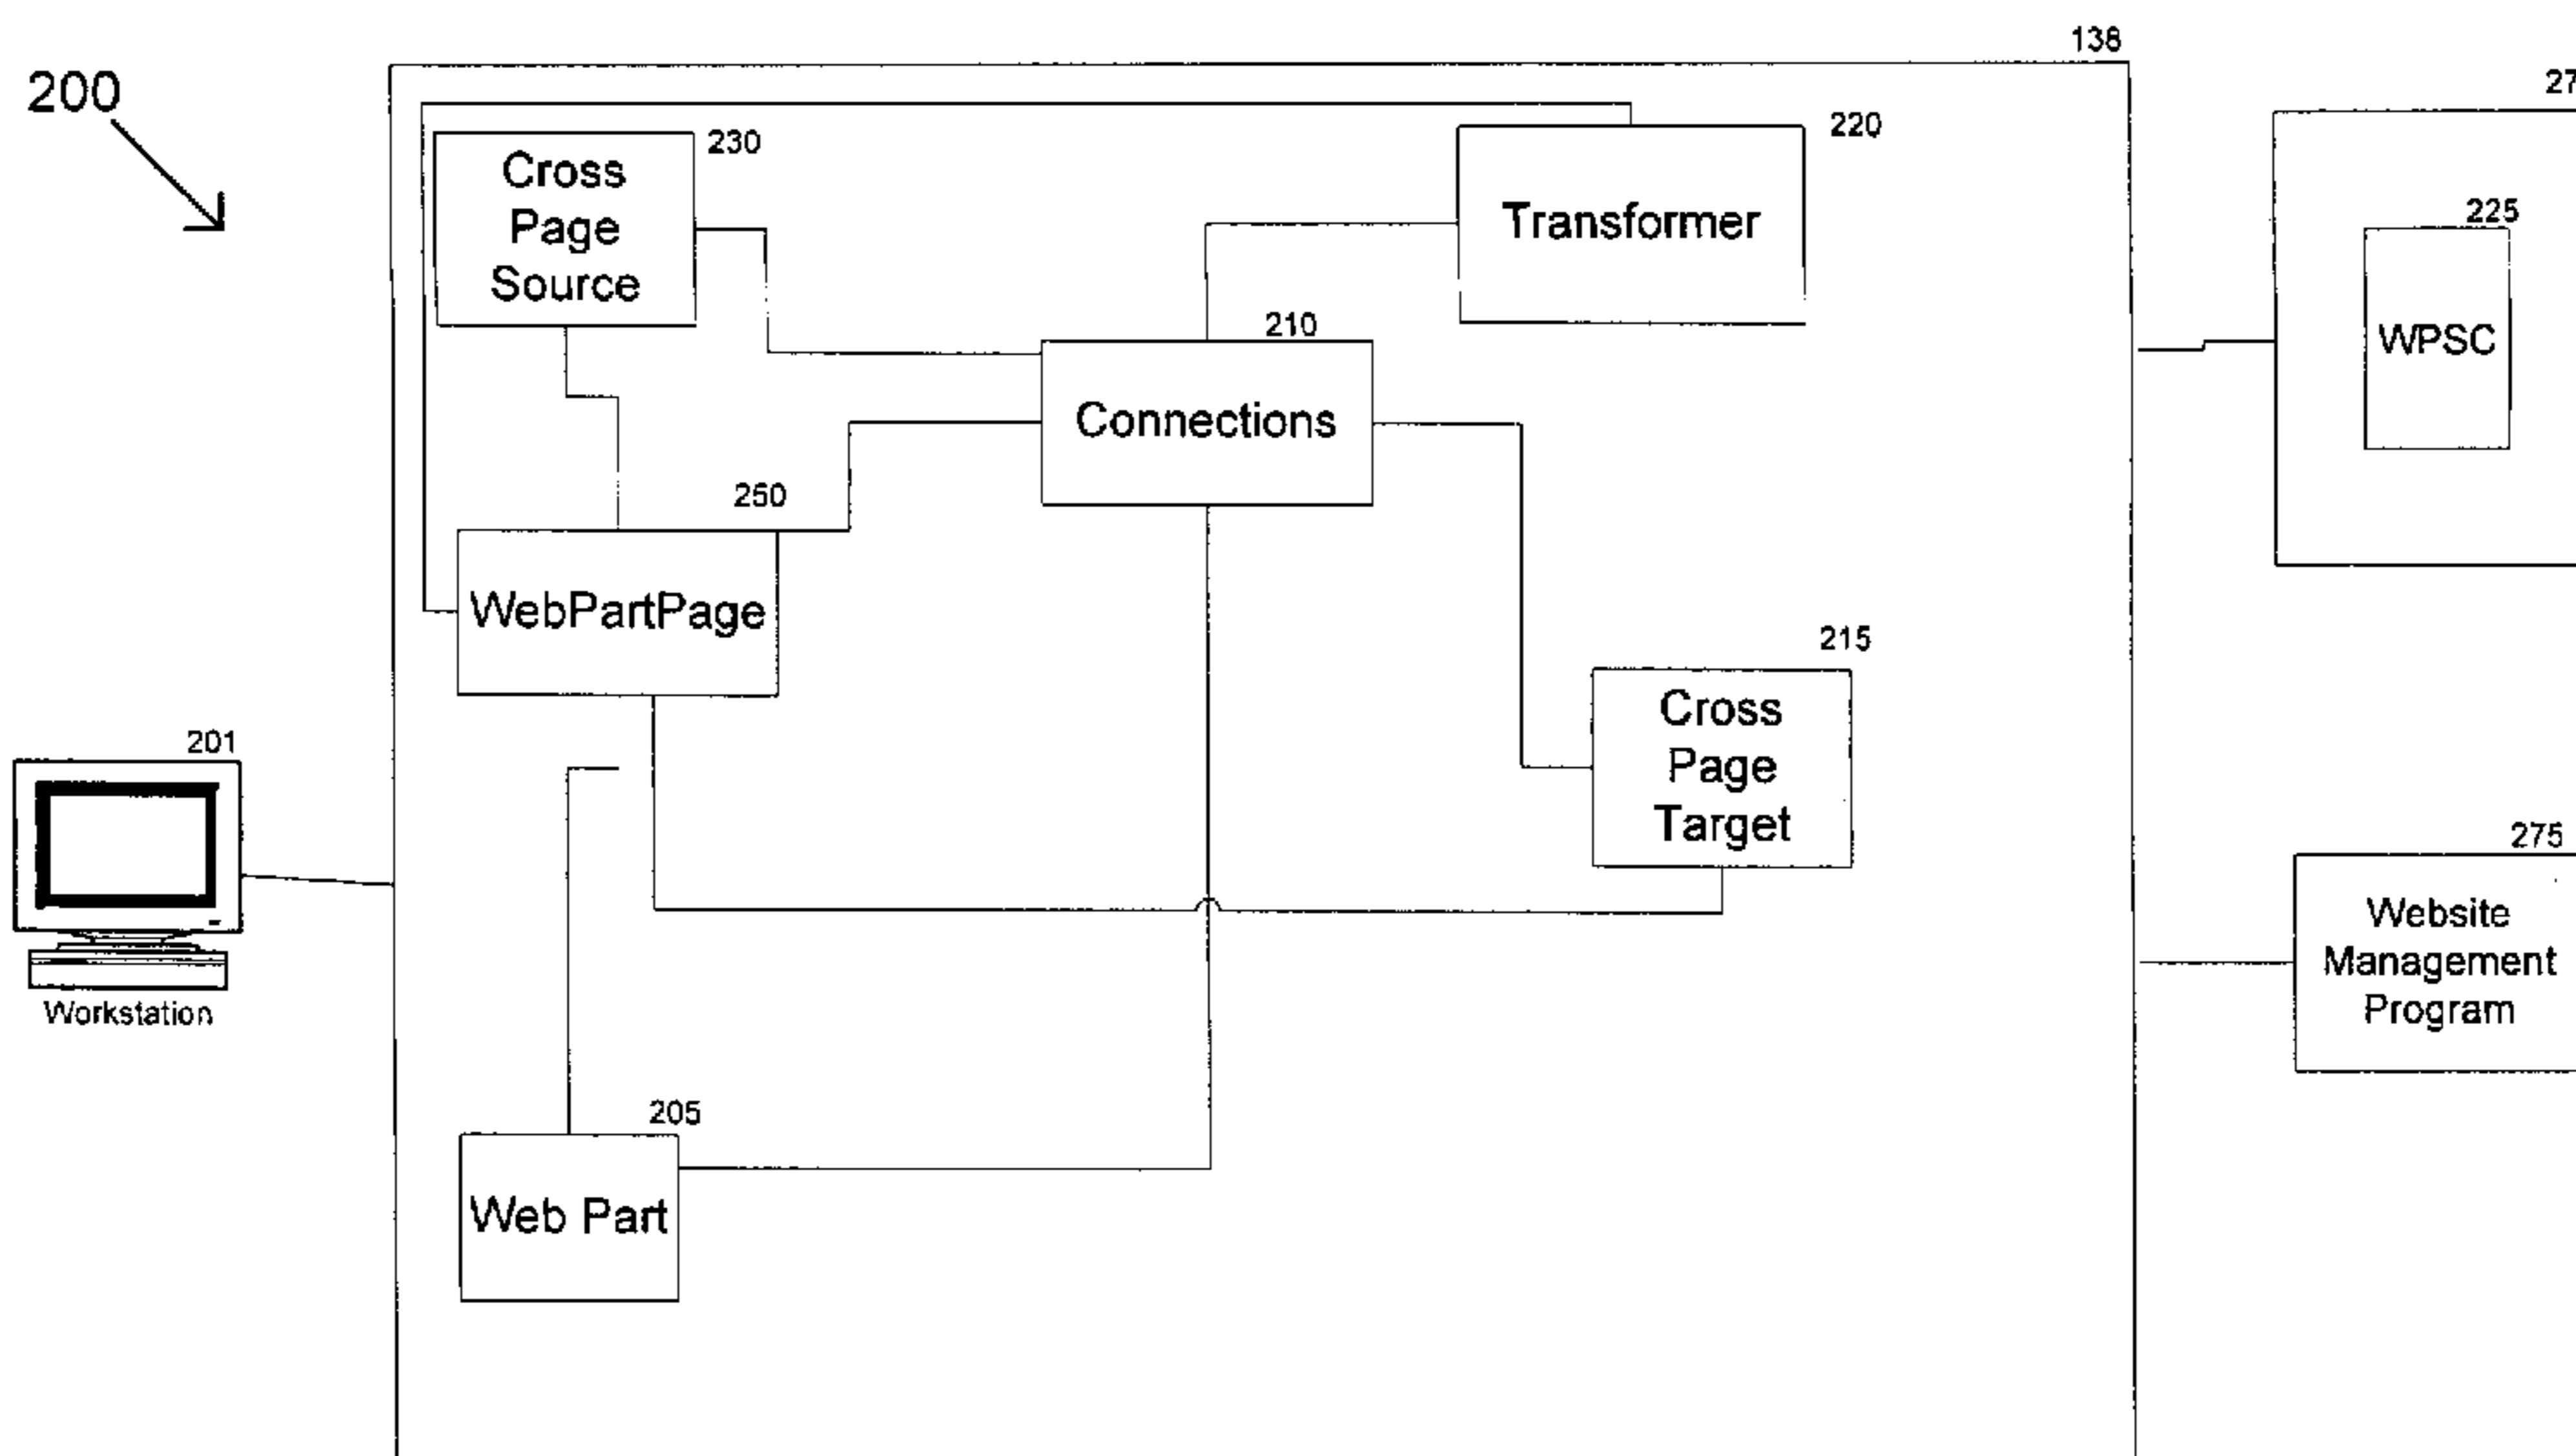 138
200
27
230
220
Cross
Page
Source
Transformer
225
WPSC
210
Connections
250
WebPartPage
215
Cross
Page
Target
201
Workstation
275
Website
Management
Program
205
Web Part